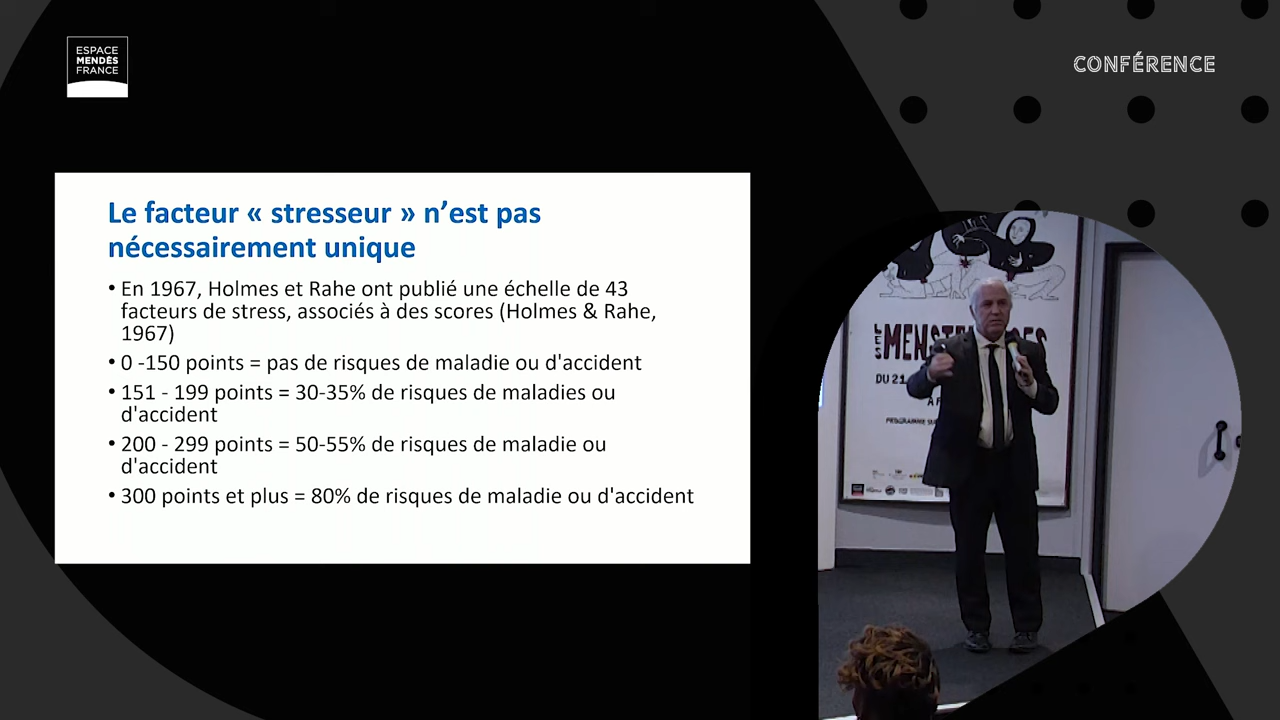 ESPACE
MENDÈS
FRANCE
CONFÉRENCE
Le facteur « stresseur » n’est pas
nécessairement unique
• En 1967, Holmes et Rahe ont publié une échelle de 43
facteurs de stress, associés à des scores (Holmes & Rahe,
1967)
• 0 -150 points = pas de risques de maladie ou d'accident
• 151 - 199 points = 30-35% de risques de maladies ou
d'accident
• 200 - 299 points = 50-55% de risques de maladie ou
d'accident
• 300 points et plus = 80% de risques de maladie ou d'accident
LES
DU 21